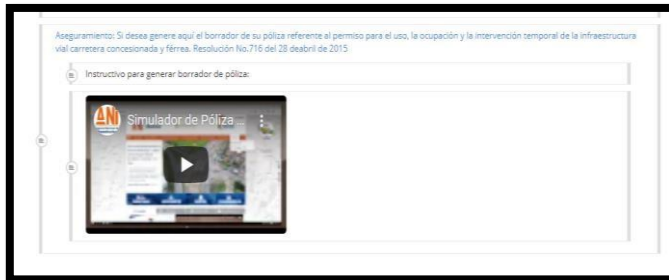 Aseguramiento: Si desea genere aquí el borrador de su póliza referente al permiso para el uso, la ocupación y la intervención temporal de la infraestructura
vial carretera concesionada y férrea. Resolución No.716 del 28 deabril de 2015
Instructivo para generar borrador de póliza:
ANI
Simulador de Póliza